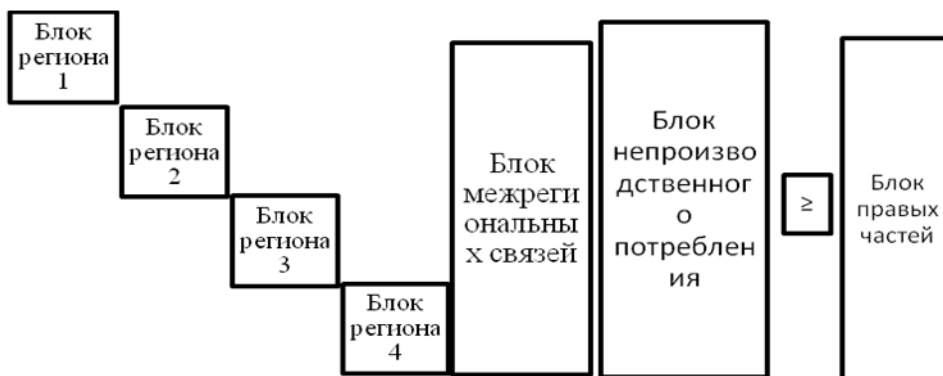 Блок
региона
1
Блок
региона
2
Блок
региона
3
Блок
региона
4
Блок
межреги
ональны
х связей
Блок
непроизво
дственног
о
потреблен
ия
≥
Блок
правых
частей